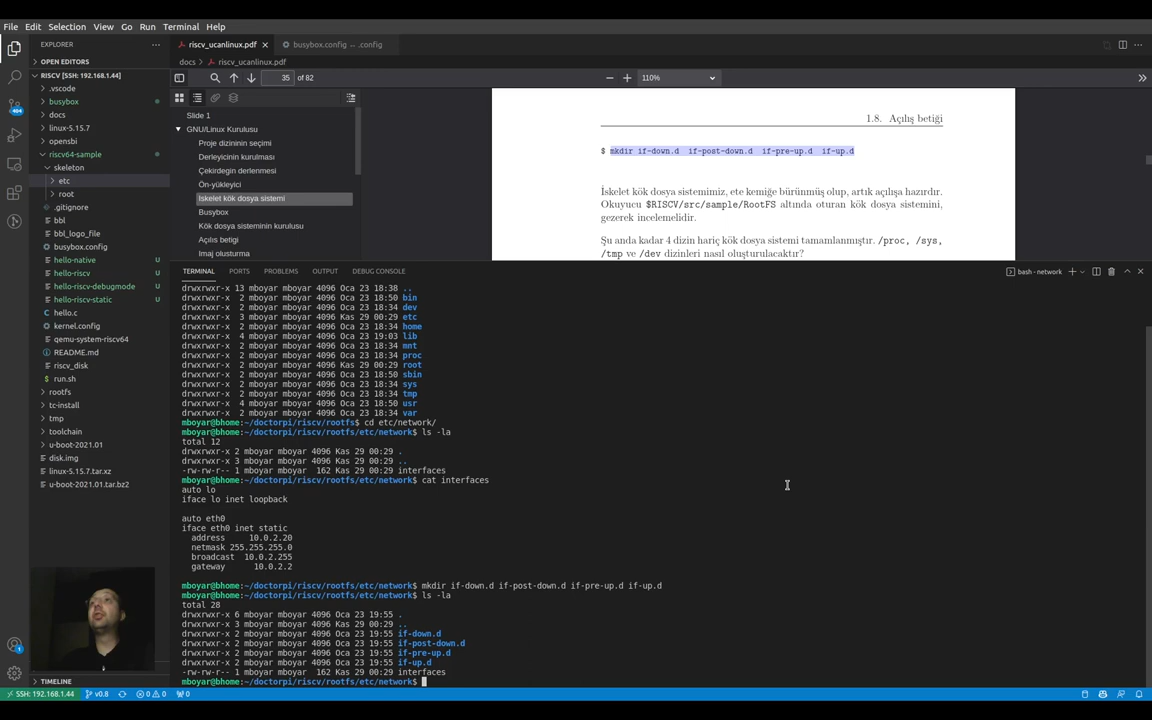 File Edit Selection View Go Run Terminal Help
EXPLORER
OPEN EDITORS
RISCV [SSH: 192.168.1.44]
.vscode
busybox
docs
linux-5.15.7
opensbi
riscv64-sample
skeleton
etc
root
.gitignore
bbl
bbl_logo_file
busybox.config
hello-native U
hello-riscv U
hello-riscv-debugmode U
hello-riscv-static U
hello.c
kernel.config
qemu-system-riscv64
README.md
riscv_disk
run.sh
rootfs
tc-install
tmp
toolchain
u-boot-2021.01
disk.img
linux-5.15.7.tar.xz
u-boot-2021.01.tar.bz2
TIMELINE
riscv_ucanlinux.pdf
busybox.config -- .config
docs > riscv_ucanlinux.pdf
35 of 82
110%
Slide 1
GNU/Linux Kurulusu
Proje dizininin seçimi
Derleyicinin kurulması
Çekirdegin derlenmesi
Ön-yükleyici
Iskelet kök dosya sistemi
Busybox
Kök dosya sisteminin kurulusu
Açılıs betigi
Imaj olusturma
1.8. Açılış betiği
$ mkdir if-down.d if-post-down.d if-pre-up.d if-up.d
İskelet kök dosya sistemimiz, ete kemiğe bürünmüş olup, artık açılışa hazırdır.
Okuyucu $RISCV/src/sample/RootFS altında oturan kök dosya sistemini,
gezerek incelemelidir.
Şu anda kadar 4 dizin hariç kök dosya sistemi tamamlanmıştır. /proc, /sys,
/tmp ve /dev dizinleri nasıl oluşturulacaktır?
TERMINAL PORTS PROBLEMS OUTPUT DEBUG CONSOLE
bash - network
drwxrwxr-x 13 mboyar mboyar 4096 Oca 23 18:38 ..
drwxrwxr-x 2 mboyar mboyar 4096 Oca 23 18:50 bin
drwxrwxr-x 2 mboyar mboyar 4096 Oca 23 18:34 dev
drwxrwxr-x 3 mboyar mboyar 4096 Kas 29 00:29 etc
drwxrwxr-x 2 mboyar mboyar 4096 Oca 23 18:34 home
drwxrwxr-x 4 mboyar mboyar 4096 Oca 23 19:03 lib
drwxrwxr-x 2 mboyar mboyar 4096 Oca 23 18:34 mnt
drwxrwxr-x 2 mboyar mboyar 4096 Oca 23 18:34 proc
drwxrwxr-x 2 mboyar mboyar 4096 Kas 29 00:29 root
drwxrwxr-x 2 mboyar mboyar 4096 Oca 23 18:50 sbin
drwxrwxr-x 2 mboyar mboyar 4096 Oca 23 18:34 sys
drwxrwxr-x 2 mboyar mboyar 4096 Oca 23 18:34 tmp
drwxrwxr-x 4 mboyar mboyar 4096 Oca 23 18:50 usr
drwxrwxr-x 2 mboyar mboyar 4096 Oca 23 18:34 var
mboyar@bhome:~/doctorpi/riscv/rootfs$ cd etc/network/
mboyar@bhome:~/doctorpi/riscv/rootfs/etc/network$ ls -la
total 12
drwxrwxr-x 2 mboyar mboyar 4096 Kas 29 00:29 .
drwxrwxr-x 3 mboyar mboyar 4096 Kas 29 00:29 ..
-rw-rw-r-- 1 mboyar mboyar 162 Kas 29 00:29 interfaces
mboyar@bhome:~/doctorpi/riscv/rootfs/etc/network$ cat interfaces
auto lo
iface lo inet loopback
auto eth0
iface eth0 inet static
address 10.0.2.20
netmask 255.255.255.0
broadcast 10.0.2.255
gateway 10.0.2.2
mboyar@bhome:~/doctorpi/riscv/rootfs/etc/network$ mkdir if-down.d if-post-down.d if-pre-up.d if-up.d
mboyar@bhome:~/doctorpi/riscv/rootfs/etc/network$ ls -la
total 28
drwxrwxr-x 6 mboyar mboyar 4096 Oca 23 19:55 .
drwxrwxr-x 3 mboyar mboyar 4096 Kas 29 00:29 ..
drwxrwxr-x 2 mboyar mboyar 4096 Oca 23 19:55 if-down.d
drwxrwxr-x 2 mboyar mboyar 4096 Oca 23 19:55 if-post-down.d
drwxrwxr-x 2 mboyar mboyar 4096 Oca 23 19:55 if-pre-up.d
drwxrwxr-x 2 mboyar mboyar 4096 Oca 23 19:55 if-up.d
-rw-rw-r-- 1 mboyar mboyar 162 Kas 29 00:29 interfaces
mboyar@bhome:~/doctorpi/riscv/rootfs/etc/network$
SSH: 192.168.1.44 v0.8 0 0 0